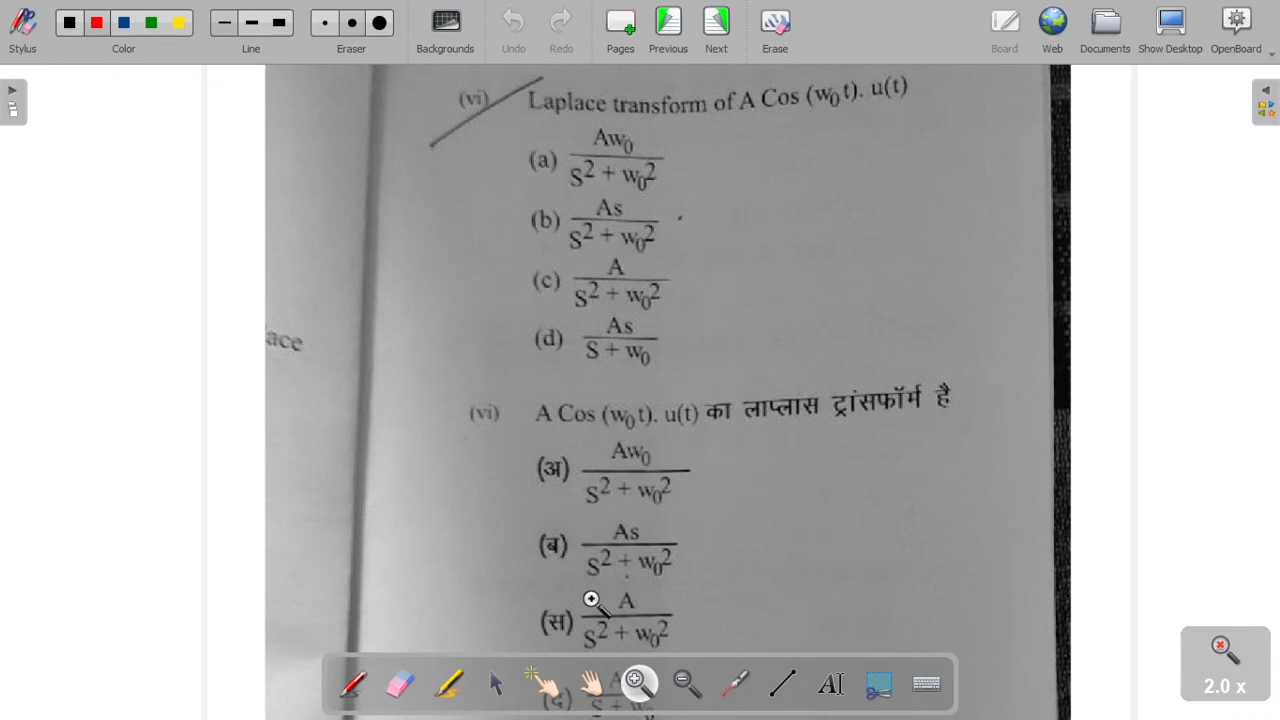 Stylus
Color
Line
Eraser
Backgrounds
Undo
Redo
Pages
Previous
Next
Erase
Board
Web
Documents
Show Desktop
OpenBoard
(vi) Laplace transform of A Cos (w₀t). u(t)
(a) Aw₀
S² + w₀²
(b) As
S² + w₀²
(c) A
S² + w₀²
(d) As
S + w₀
(vi) A Cos (w₀t). u(t) का लाप्लास ट्रांसफॉर्म है
(अ) Aw₀
S² + w₀²
(ब) As
S² + w₀²
(स) A
S² + w₀²
(द)
S + w₀
2.0 x